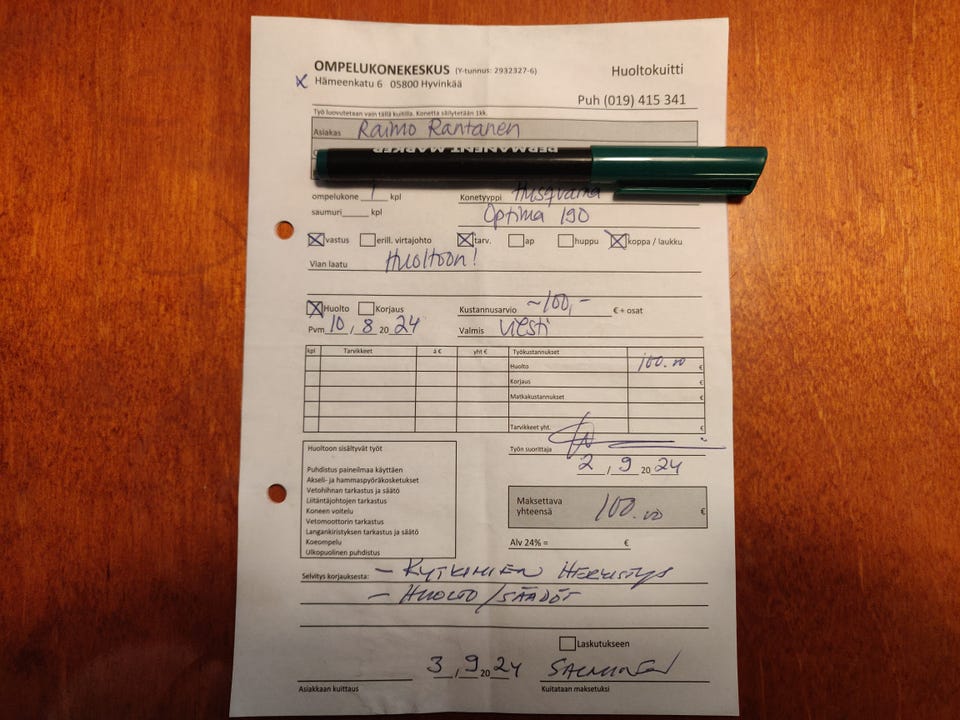 OMPELUKONEKESKUS (Y-tunnus: 2932327-6) Huoltokuitti
x Hämeenkatu 6 05800 Hyvinkää
Puh (019) 415 341
Työ luovutetaan vain tällä kuitilla. Konetta säilytetään 1kk.
Asiakas Raimo Rantanen
PERMANENT MARKER
ompelukone 1 kpl Konetyyppi Husqvarna
saumuri kpl Optima 190
x vastus erill. virtajohto x tarv. ap huppu x koppa / laukku
Vian laatu Huoltoon!
x Huolto Korjaus Kustannusarvio ~100,- € + osat
Pvm 10 / 8 20 24 Valmis viesti
kpl Tarvikkeet á € yht € Työkustannukset
Huolto 100.00 €
Korjaus €
Matkakustannukset €
Tarvikkeet yht. €
Huoltoon sisältyvät työt
Työn suorittaja
2 / 9 20 24
Puhdistus paineilmaa käyttäen
Akseli- ja hammaspyöräkosketukset
Vetohihnan tarkastus ja säätö
Liitäntäjohtojen tarkastus
Koneen voitelu
Vetomoottorin tarkastus
Langankiristyksen tarkastus ja säätö
Koeompelu
Ulkopuolinen puhdistus
Maksettava
yhteensä 100.00 €
Alv 24% = €
Selvitys korjauksesta: - KYTKIMIEN HERKISTYS
- HUOLTO / SÄÄDÖT
Laskutukseen
3 / 9 20 24 SALMINEN
Asiakkaan kuittaus Kuitataan maksetuksi